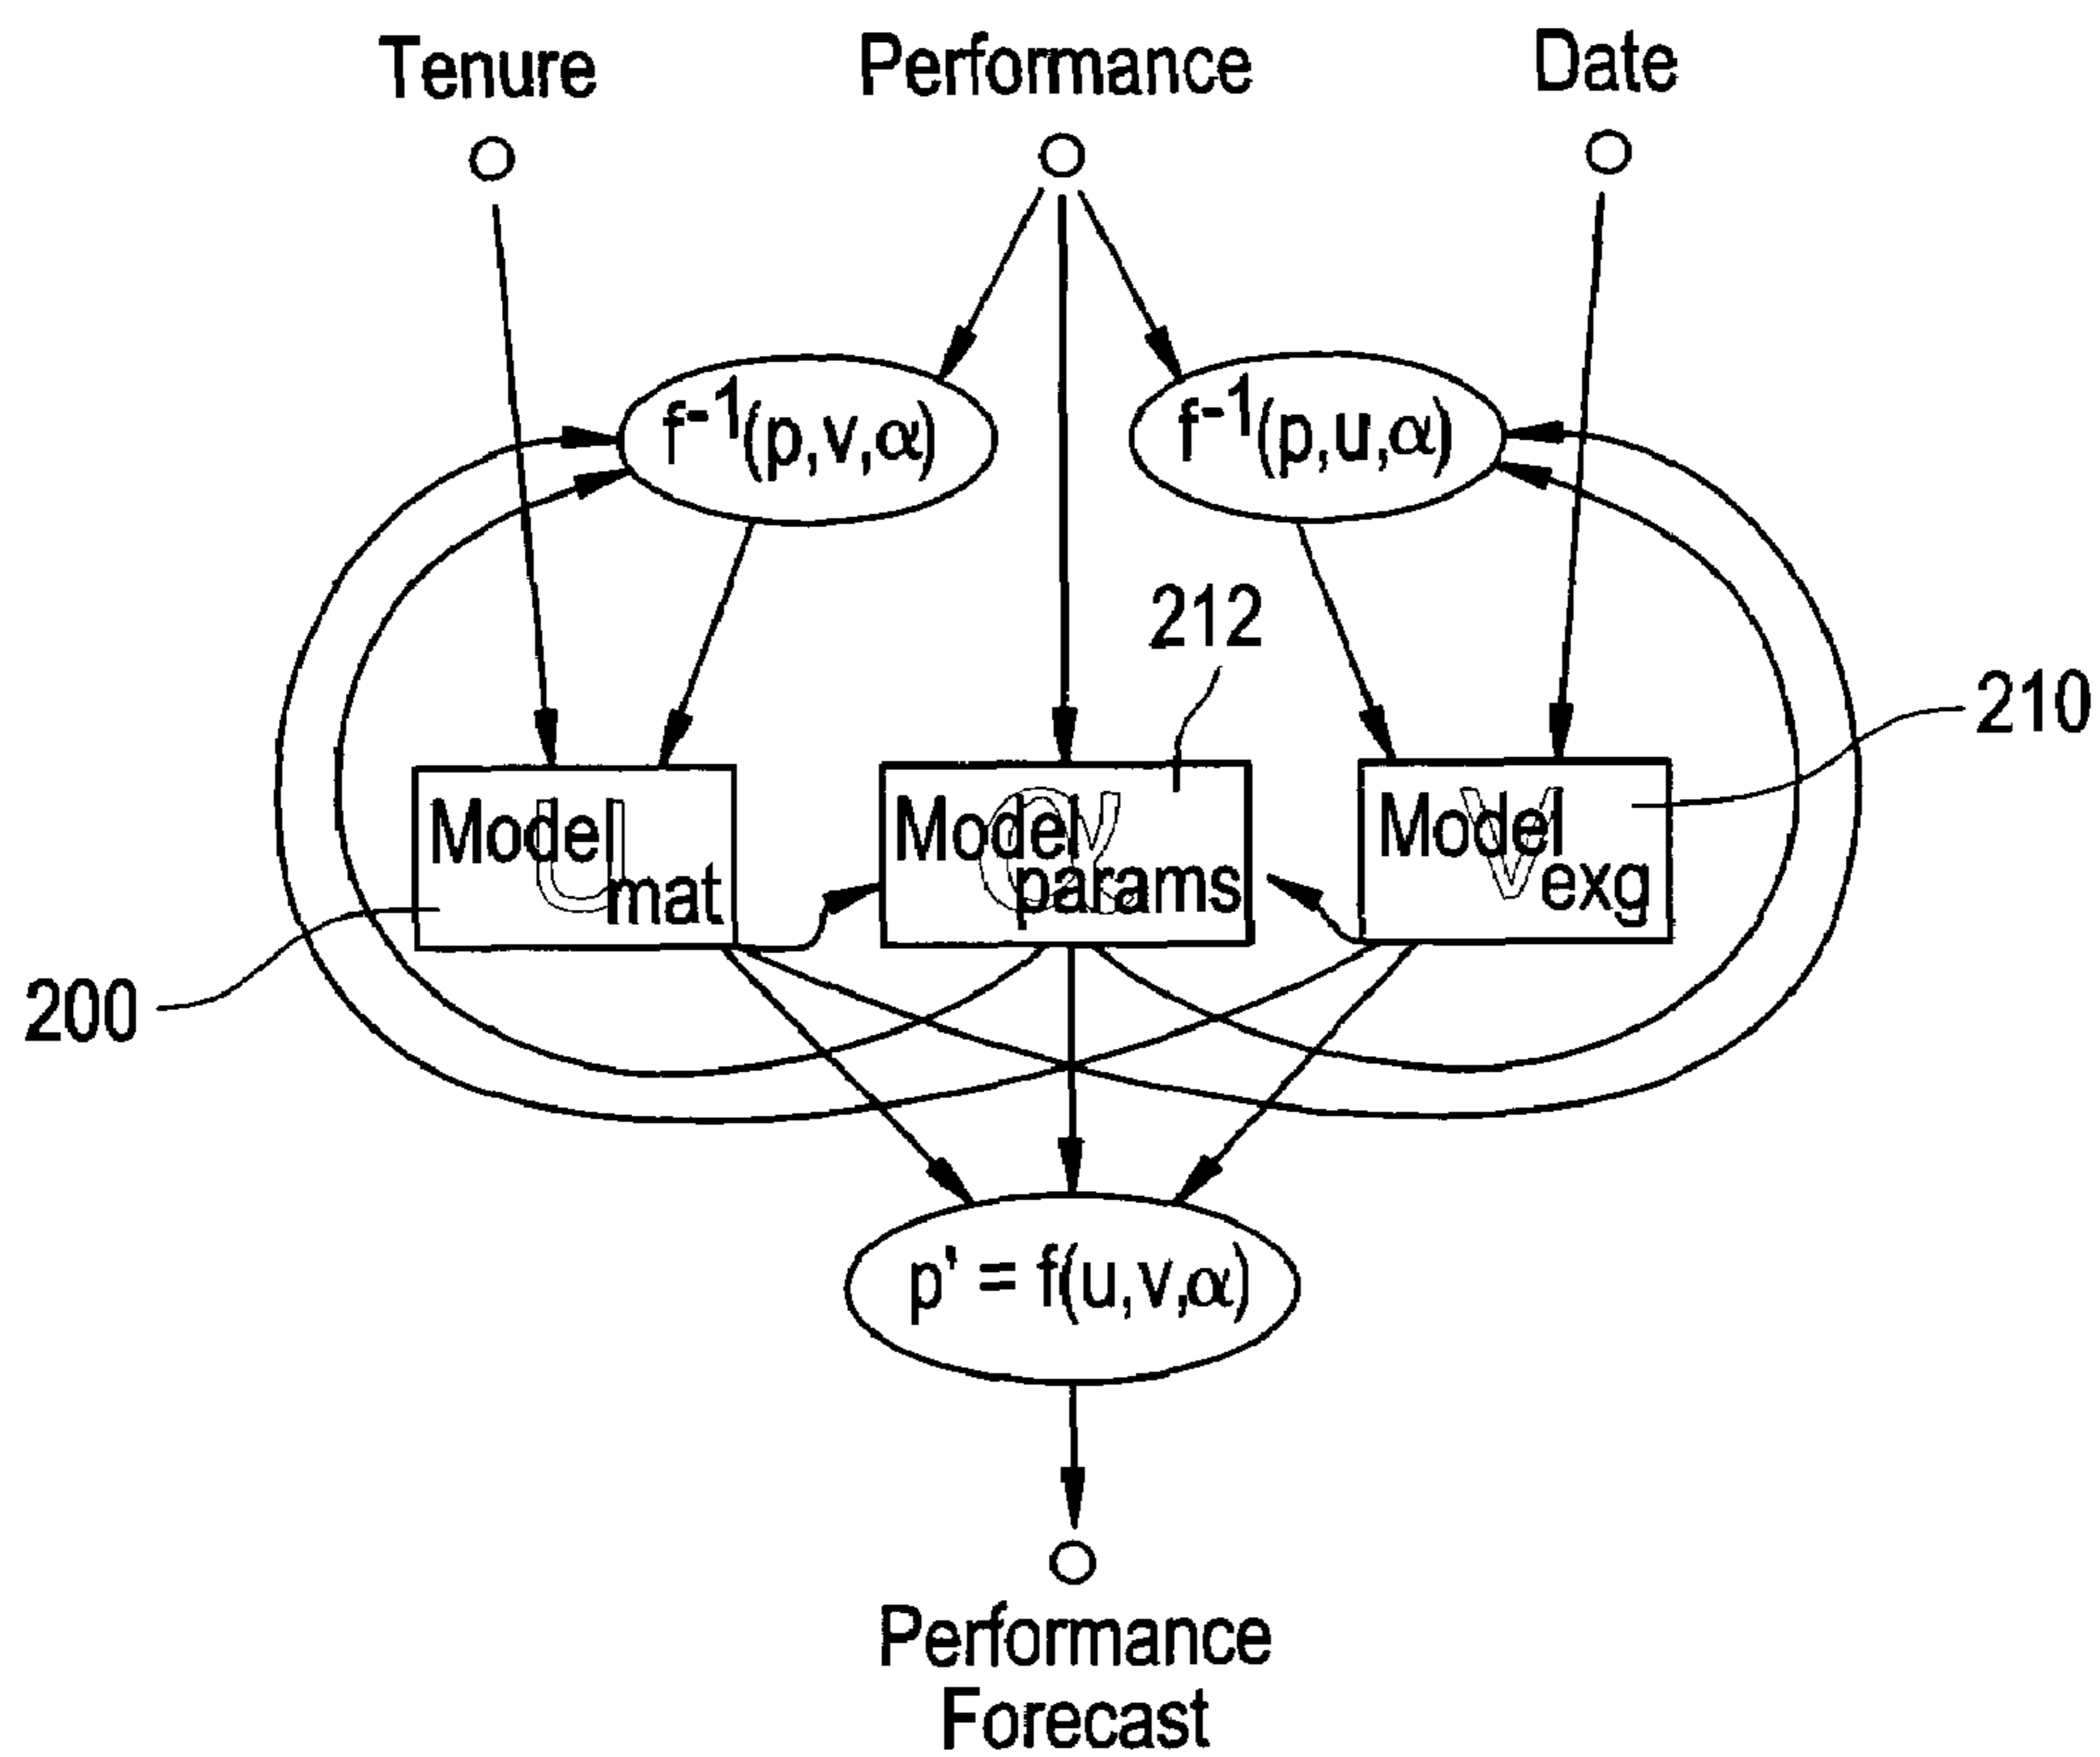 Tenure
Performance
Date
f-1(p,v,α)
f-1(p,u,α)
212
210
Model U mat
Model α params
Model V exg
200
p' = f(u,v,α)
Performance
Forecast